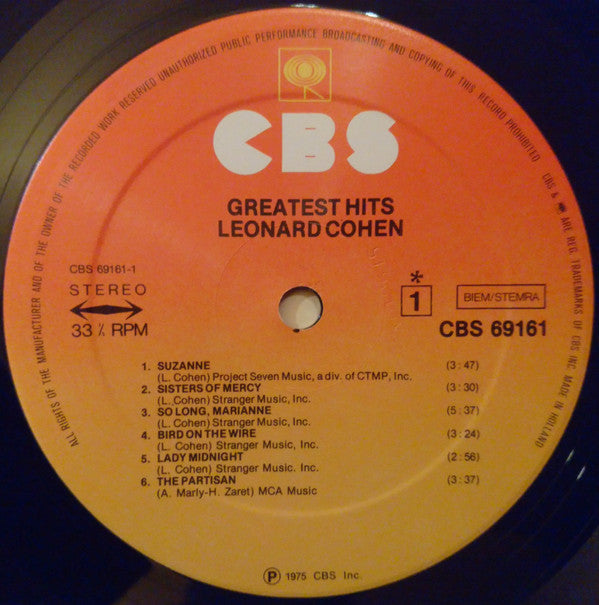 ALL RIGHTS OF THE MANUFACTURER AND OF THE OWNER OF THE RECORDED WORK RESERVED UNAUTHORIZED PUBLIC PERFORMANCE BROADCASTING AND COPYING OF THIS RECORD PROHIBITED
CBS & ARE REG. TRADEMARKS OF CBS INC. MADE IN HOLLAND
CBS
GREATEST HITS
LEONARD COHEN
CBS 69161-1
STEREO
33⅓ RPM
*
1
BIEM/STEMRA
CBS 69161
1. SUZANNE (3:47)
(L. Cohen) Project Seven Music, a div. of CTMP, Inc.
2. SISTERS OF MERCY (3:30)
(L. Cohen) Stranger Music, Inc.
3. SO LONG, MARIANNE (5:37)
(L. Cohen) Stranger Music, Inc.
4. BIRD ON THE WIRE (3:24)
(L. Cohen) Stranger Music, Inc.
5. LADY MIDNIGHT (2:56)
(L. Cohen) Stranger Music, Inc.
6. THE PARTISAN (3:37)
(A. Marly-H. Zaret) MCA Music
Ⓟ 1975 CBS Inc.